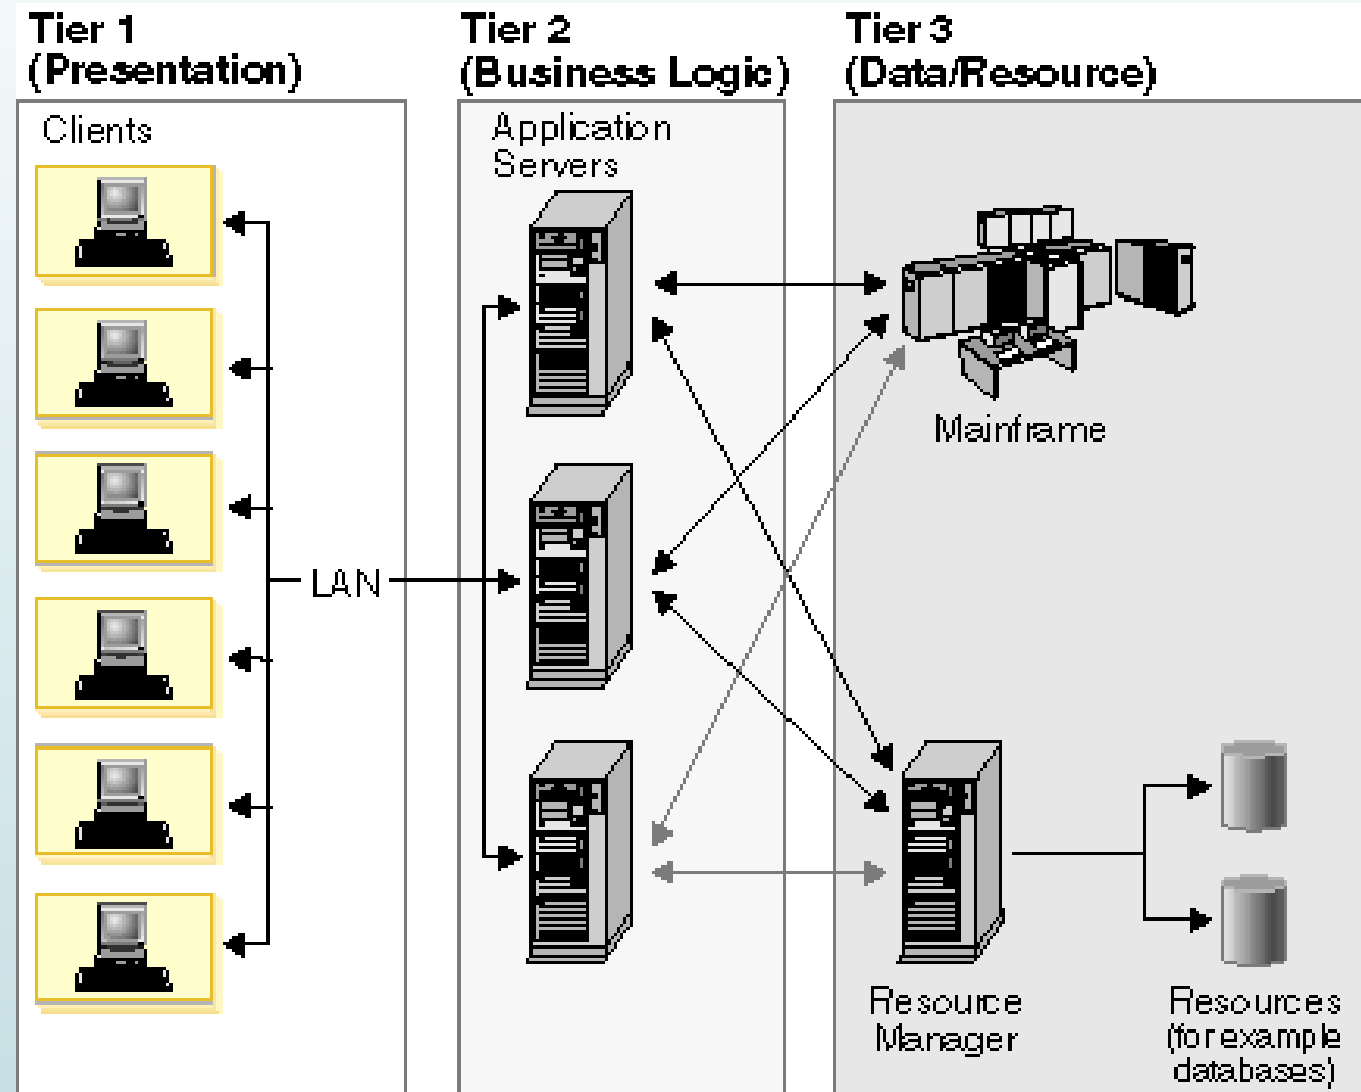 Tier 1
(Presentation)
Tier 2
(Business Logic)
Tier 3
(Data/Resource)
Clients
Application
Servers
LAN
Mainframe
Resource
Manager
Resources
(for example
databases)